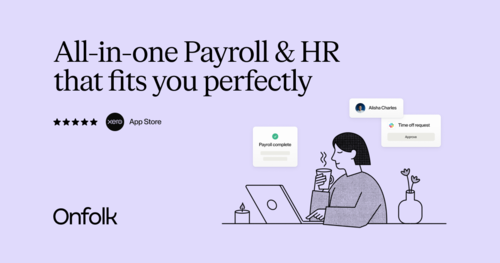 All-in-one Payroll & HR
that fits you perfectly
xero App Store
Alisha Charles
Time off request
Approve
Payroll complete
Onfolk